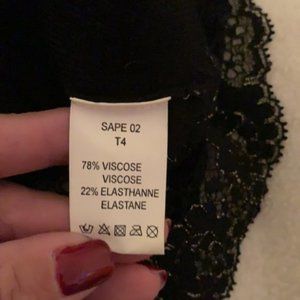 SAPE 02
T4
78% VISCOSE
VISCOSE
22% ELASTHANNE
ELASTANE